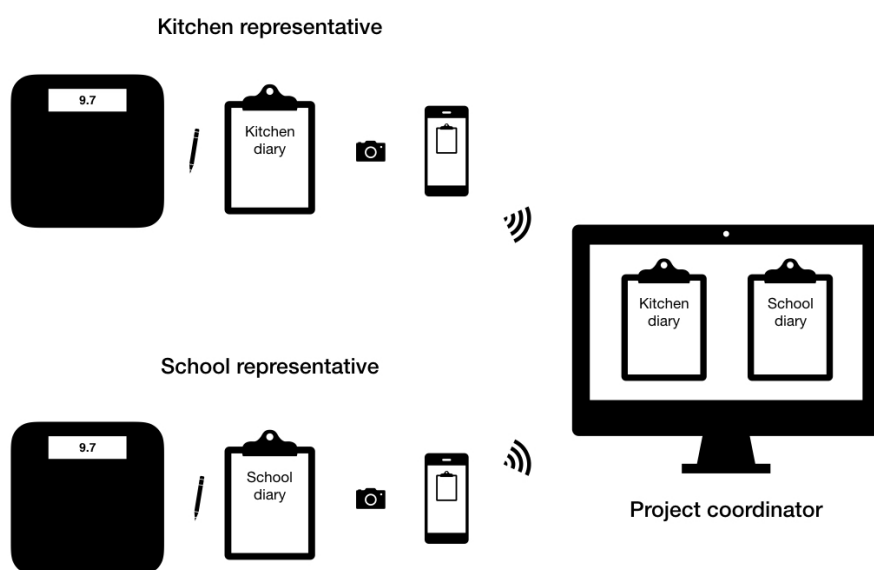 Kitchen representative
9.7
Kitchen
diary
Kitchen
diary
School
diary
School representative
9.7
School
diary
Project coordinator